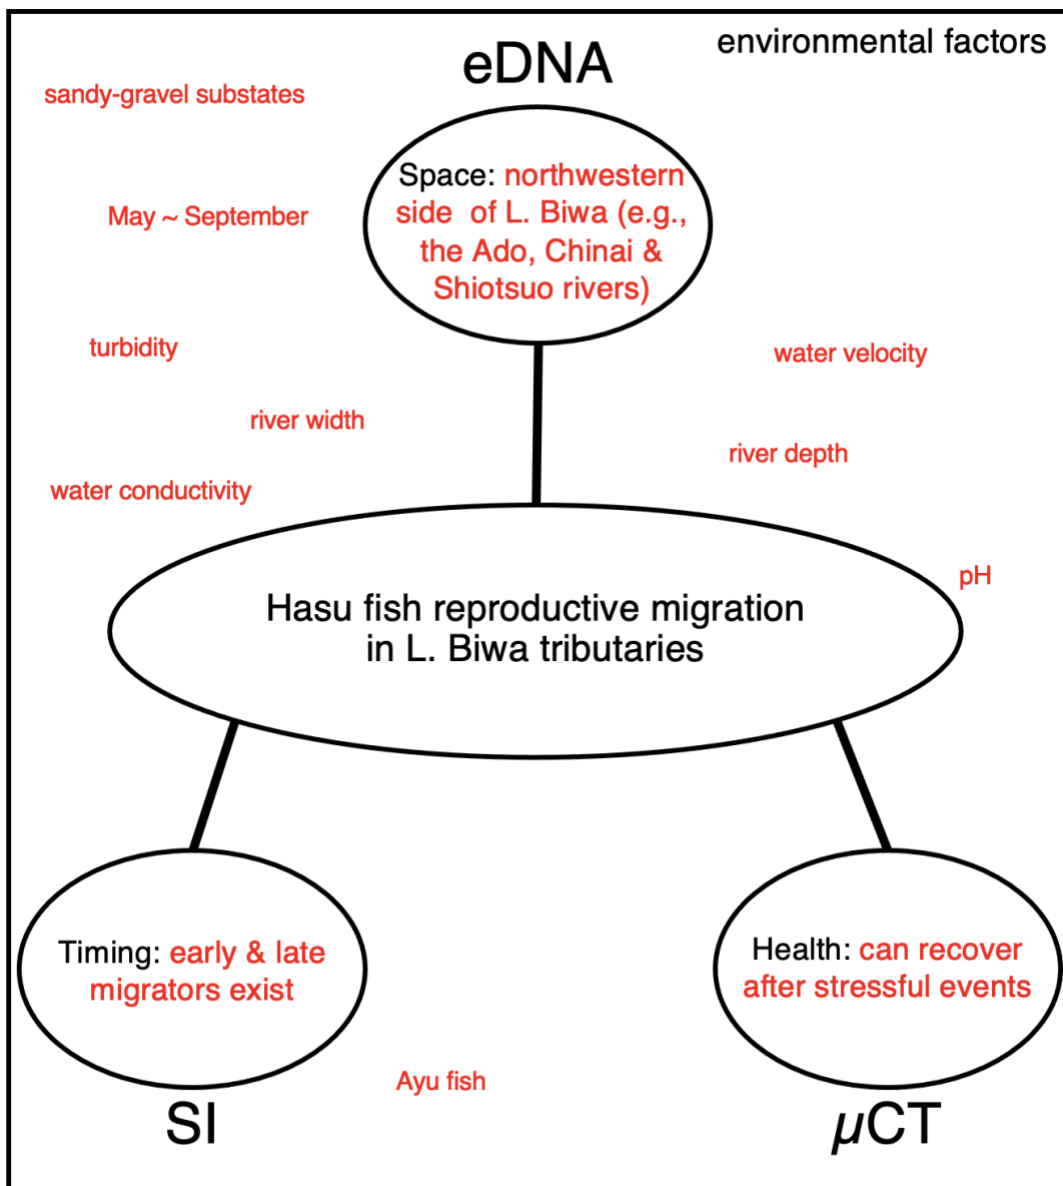 environmental factors
eDNA
sandy-gravel substates
Space: northwestern
side of L. Biwa (e.g.,
the Ado, Chinai &
Shiotsuo rivers)
May ~ September
turbidity
water velocity
river width
river depth
water conductivity
pH
Hasu fish reproductive migration
in L. Biwa tributaries
Timing: early & late
migrators exist
Health: can recover
after stressful events
Ayu fish
SI
μCT